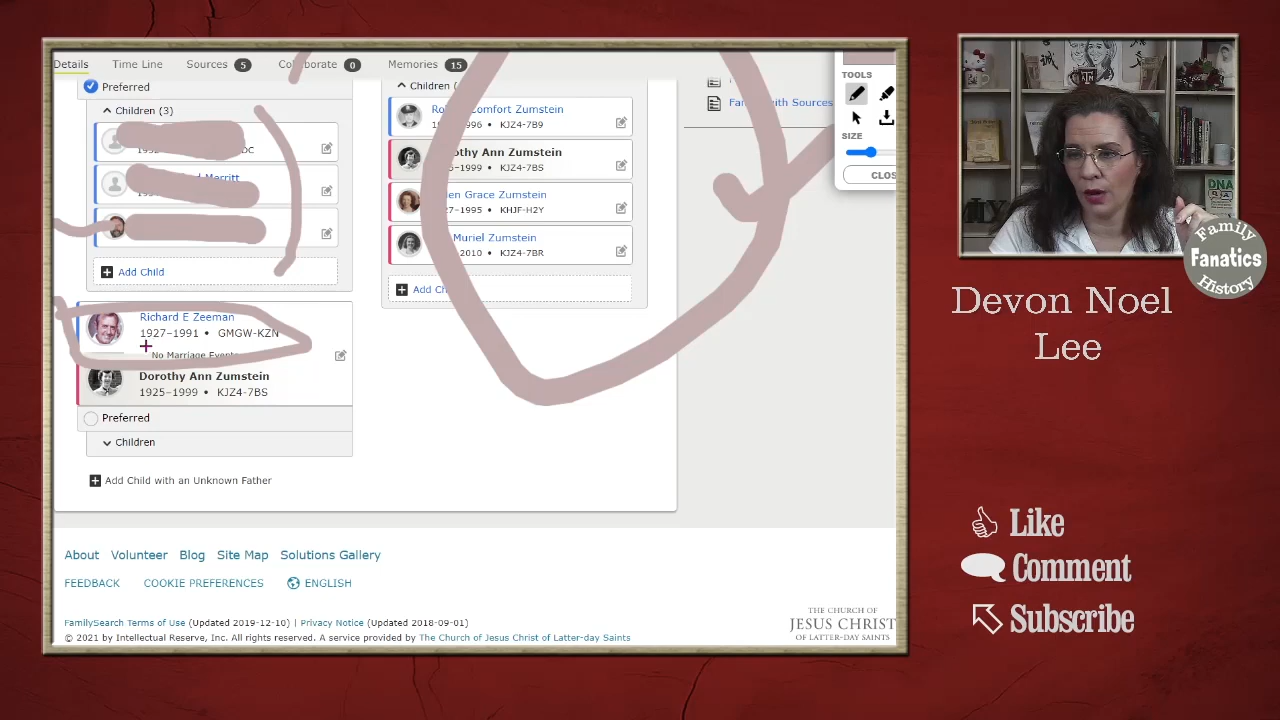 Details Time Line Sources 5 Collaborate 0 Memories 15
Preferred
Children (3)
Merritt
Add Child
Richard E Zeeman
1927–1991 • GMGW-KZN
No Marriage Events
Dorothy Ann Zumstein
1925–1999 • KJZ4-7BS
Preferred
Children
Add Child with an Unknown Father
Children (
Comfort Zumstein
996 • KJZ4-7B9
othy Ann Zumstein
–1999 • KJZ4-7BS
en Grace Zumstein
27–1995 • KHJF-H2Y
Muriel Zumstein
2010 • KJZ4-7BR
Add Ch
with Sources
TOOLS
SIZE
CLOS
About Volunteer Blog Site Map Solutions Gallery
FEEDBACK COOKIE PREFERENCES ENGLISH
FamilySearch Terms of Use (Updated 2019-12-10) | Privacy Notice (Updated 2018-09-01)
© 2021 by Intellectual Reserve, Inc. All rights reserved. A service provided by The Church of Jesus Christ of Latter-day Saints
THE CHURCH OF
JESUS CHRIST
OF LATTER-DAY SAINTS
DNA
Family
Fanatics
History
Devon Noel
Lee
Like
Comment
Subscribe